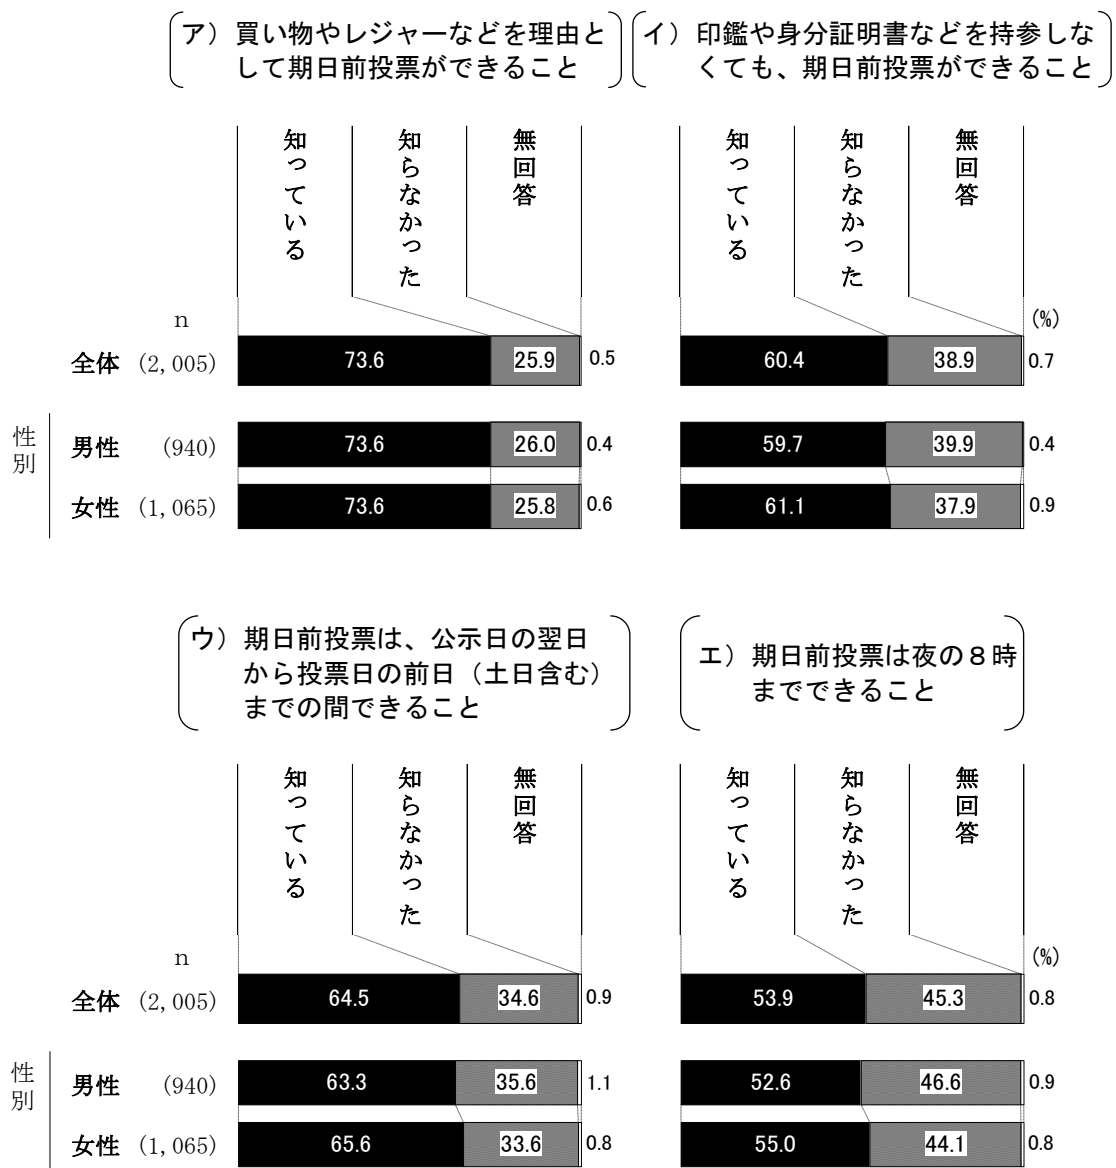 ア）買い物やレジャーなどを理由と
して期日前投票ができること
イ）印鑑や身分証明書などを持参しな
くても、期日前投票ができること
知っている
知らなかった
無回答
知っている
知らなかった
無回答
n
(%)
全体 (2,005) 73.6 25.9 0.5 60.4 38.9 0.7
性別
男性 (940) 73.6 26.0 0.4 59.7 39.9 0.4
女性 (1,065) 73.6 25.8 0.6 61.1 37.9 0.9
ウ）期日前投票は、公示日の翌日
から投票日の前日（土日含む）
までの間できること
エ）期日前投票は夜の８時
までできること
知っている
知らなかった
無回答
知っている
知らなかった
無回答
n
(%)
全体 (2,005) 64.5 34.6 0.9 53.9 45.3 0.8
性別
男性 (940) 63.3 35.6 1.1 52.6 46.6 0.9
女性 (1,065) 65.6 33.6 0.8 55.0 44.1 0.8